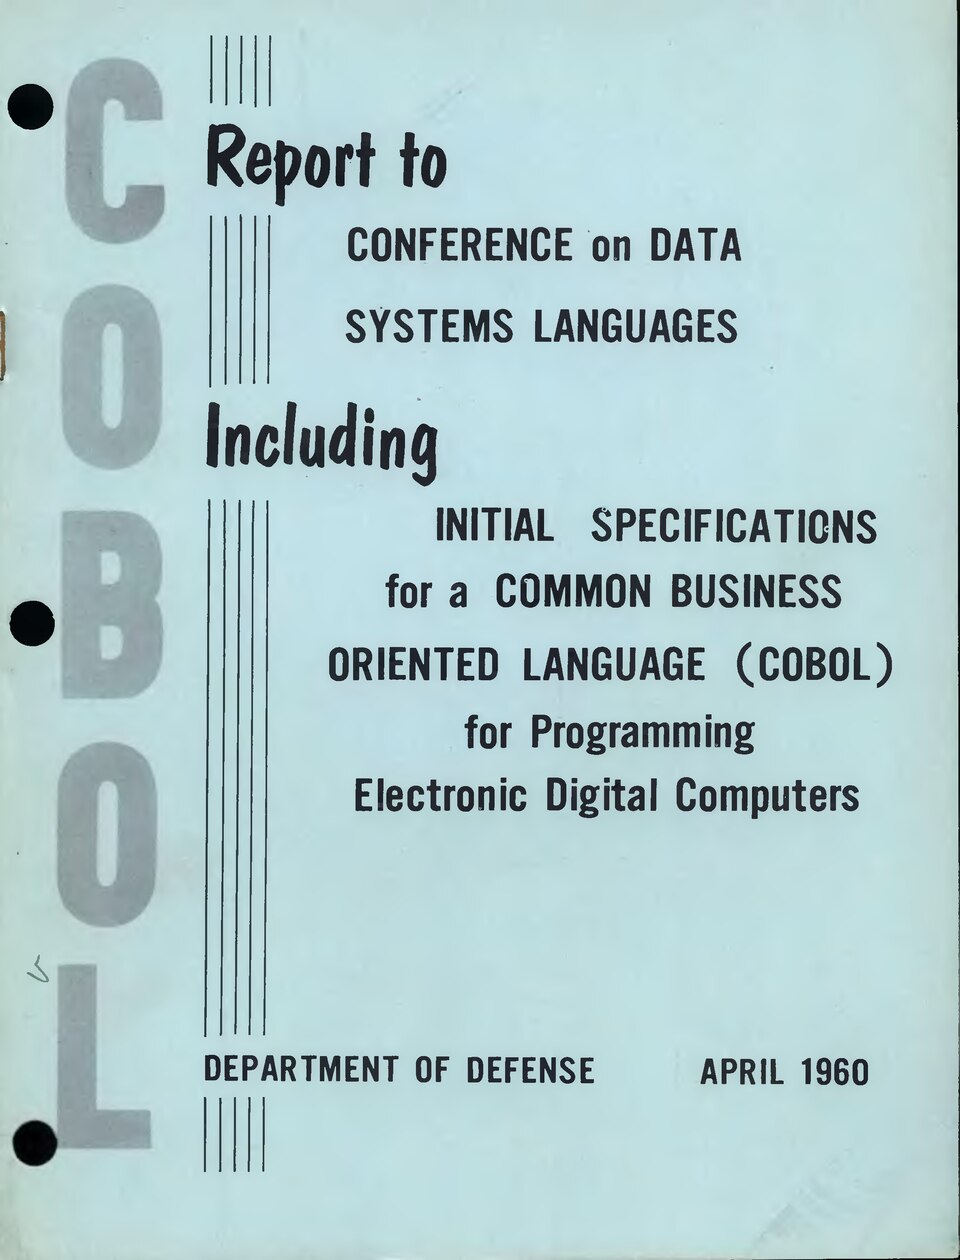 COBOL
Report to
CONFERENCE on DATA
SYSTEMS LANGUAGES
Including
INITIAL SPECIFICATIONS
for a COMMON BUSINESS
ORIENTED LANGUAGE (COBOL)
for Programming
Electronic Digital Computers
DEPARTMENT OF DEFENSE APRIL 1960